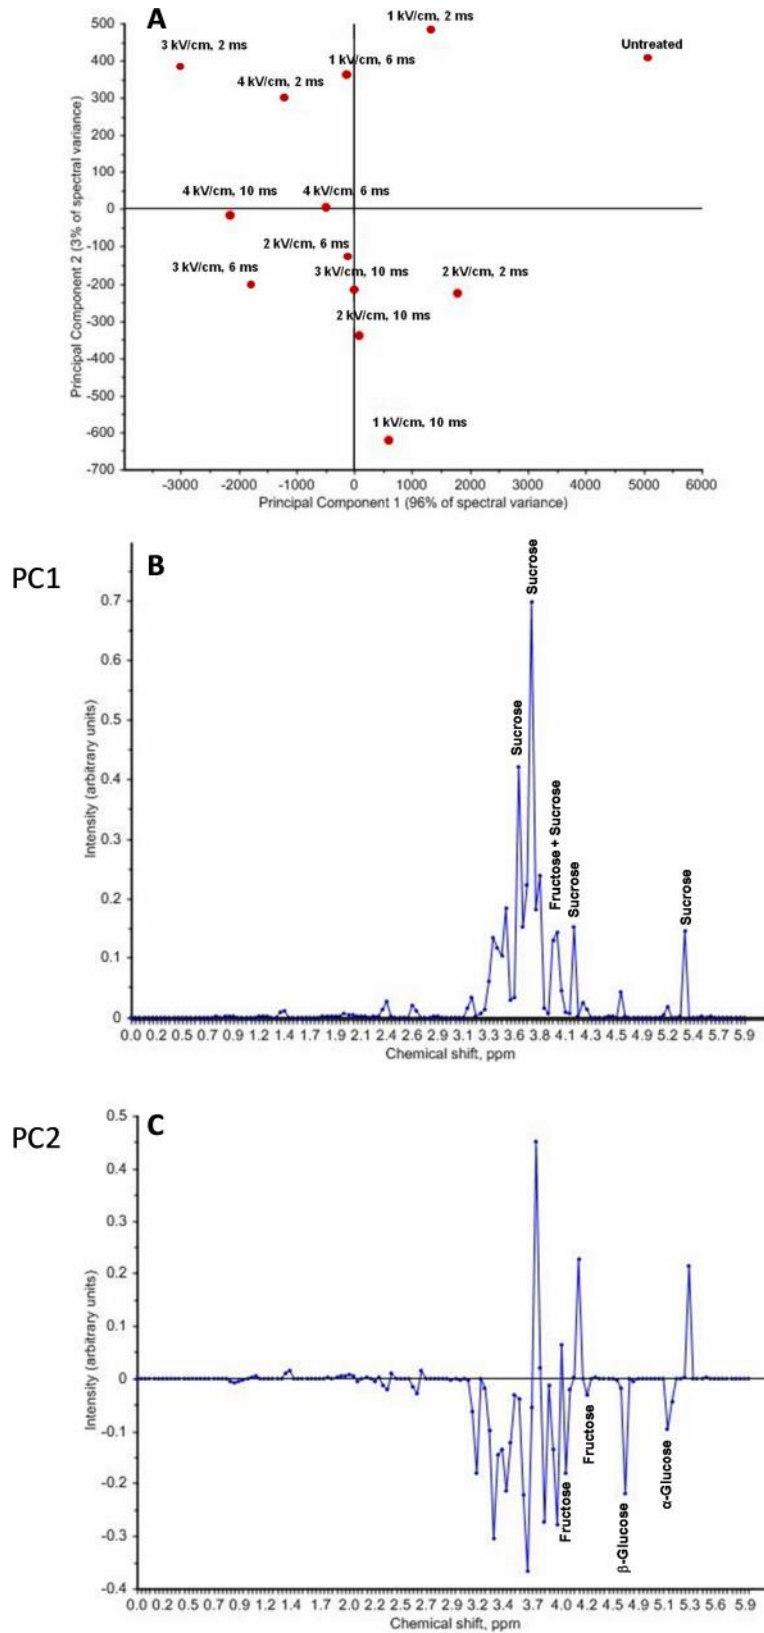 A
500
400
300
200
100
0
-100
-200
-300
-400
-500
-600
-700
Principal Component 2 (3% of spectral variance)
1 kV/cm, 2 ms
3 kV/cm, 2 ms
1 kV/cm, 6 ms
Untreated
4 kV/cm, 2 ms
4 kV/cm, 10 ms
4 kV/cm, 6 ms
2 kV/cm, 6 ms
3 kV/cm, 6 ms
3 kV/cm, 10 ms
2 kV/cm, 2 ms
2 kV/cm, 10 ms
1 kV/cm, 10 ms
-3000 -2000 -1000 0 1000 2000 3000 4000 5000 6000
Principal Component 1 (96% of spectral variance)
PC1
B
0.7
0.6
0.5
0.4
0.3
0.2
0.1
0
Intensity (arbitrary units)
Sucrose
Sucrose
Fructose + Sucrose
Sucrose
Sucrose
0.0 0.2 0.5 0.7 0.9 1.2 1.4 1.7 1.9 2.1 2.4 2.6 2.9 3.1 3.3 3.6 3.8 4.1 4.3 4.5 4.9 5.2 5.4 5.7 5.9
Chemical shift, ppm
PC2
C
0.5
0.4
0.3
0.2
0.1
0
-0.1
-0.2
-0.3
-0.4
Intensity (arbitrary units)
Fructose
Fructose
β-Glucose
α-Glucose
0.0 0.2 0.5 0.7 0.9 1.2 1.4 1.7 2.0 2.2 2.5 2.7 2.9 3.2 3.4 3.7 4.0 4.2 4.5 4.7 5.1 5.3 5.6 5.9
Chemical shift, ppm